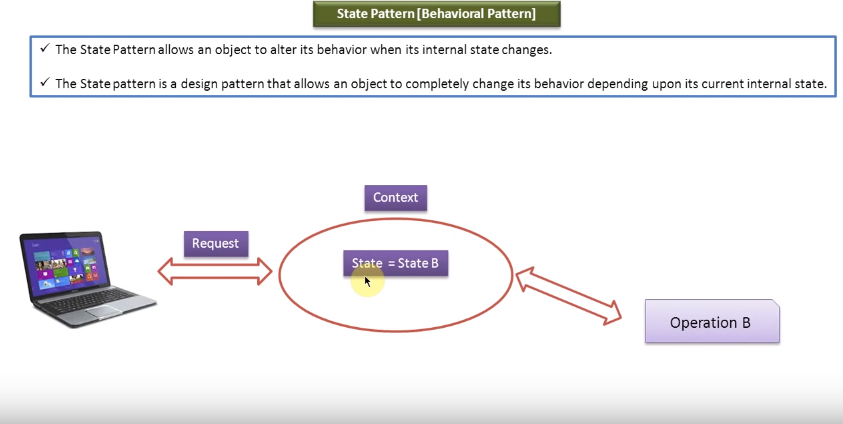 State Pattern [Behavioral Pattern]
✓ The State Pattern allows an object to alter its behavior when its internal state changes.
✓ The State pattern is a design pattern that allows an object to completely change its behavior depending upon its current internal state.
Context
Request
State = State B
Operation B